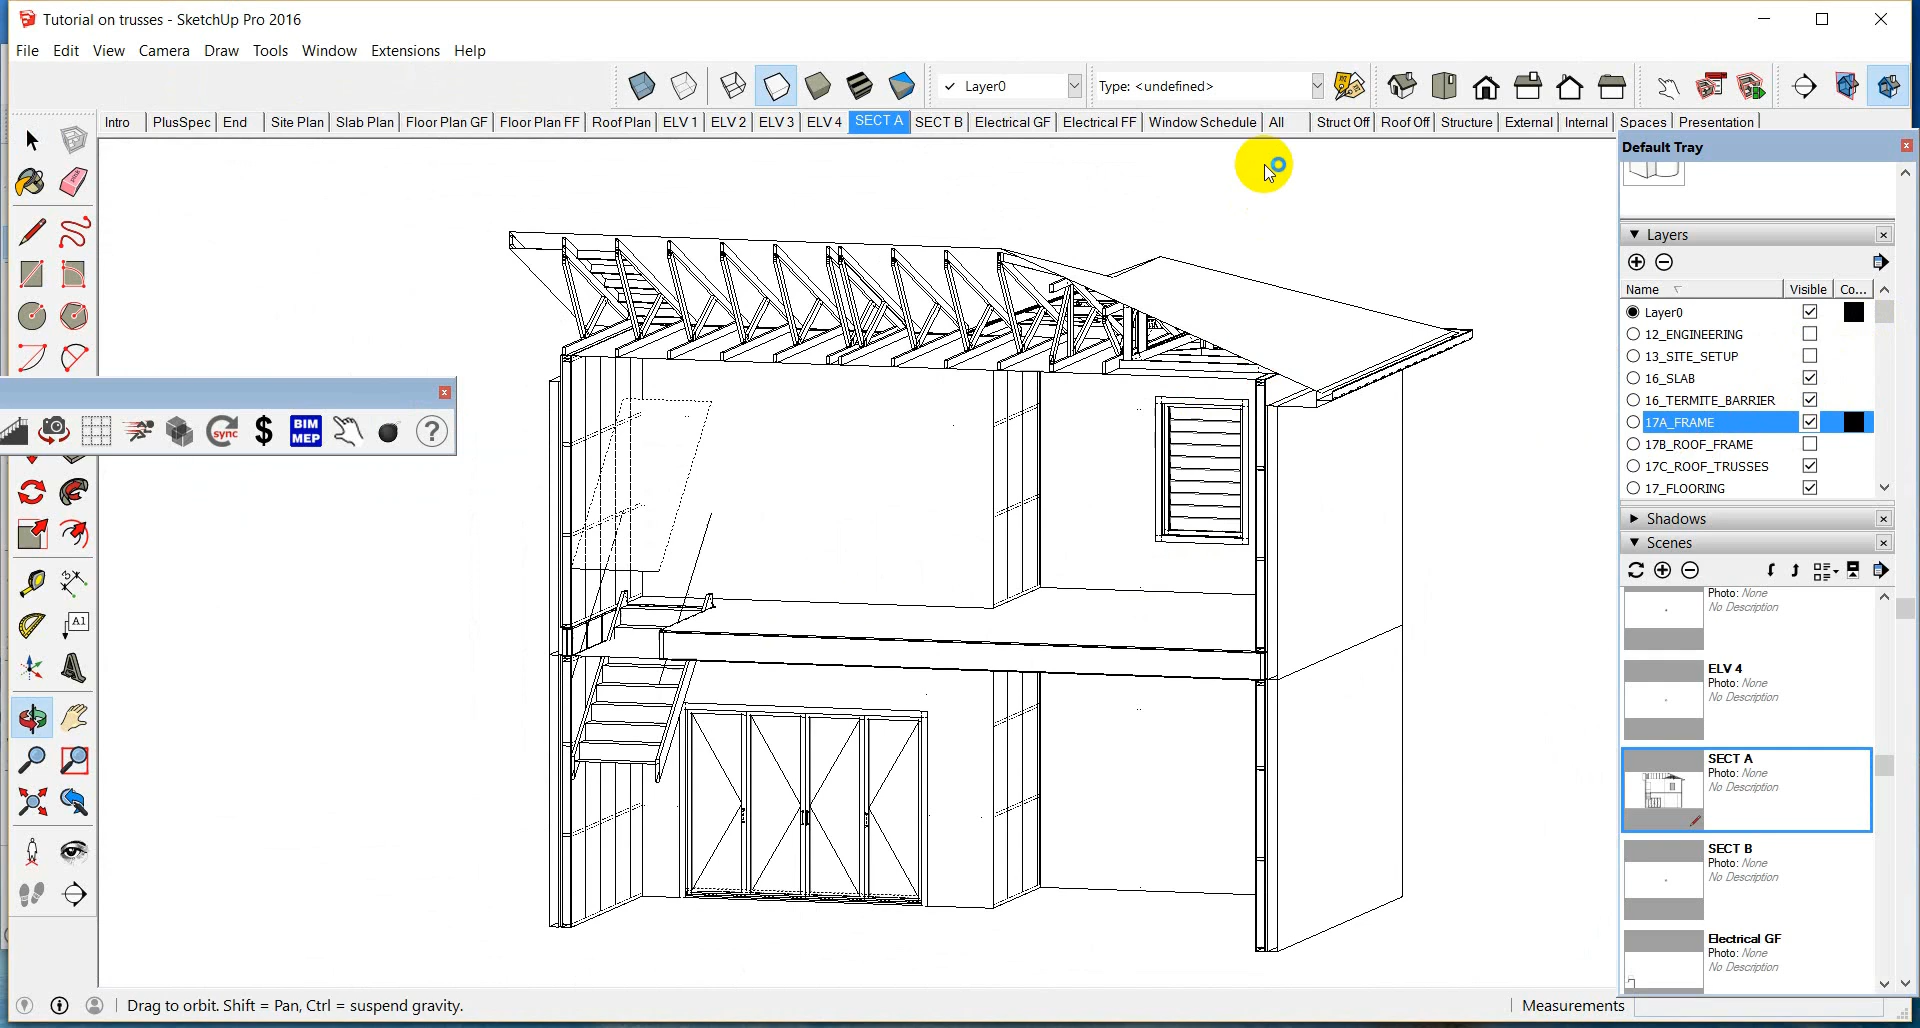 Tutorial on trusses - SketchUp Pro 2016
File Edit View Camera Draw Tools Window Extensions Help
✓ Layer0
Type: <undefined>
Intro PlusSpec End Site Plan Slab Plan Floor Plan GF Floor Plan FF Roof Plan ELV 1 ELV 2 ELV 3 ELV 4 SECT A SECT B Electrical GF Electrical FF Window Schedule All Struct Off Roof Off Structure External Internal Spaces Presentation
Default Tray
Layers
Name Visible Co...
Layer0
12_ENGINEERING
13_SITE_SETUP
16_SLAB
16_TERMITE_BARRIER
17A_FRAME
17B_ROOF_FRAME
17C_ROOF_TRUSSES
17_FLOORING
Shadows
Scenes
Photo: None
No Description
ELV 4
Photo: None
No Description
SECT A
Photo: None
No Description
SECT B
Photo: None
No Description
Electrical GF
Photo: None
No Description
sync $ BIM MEP ?
A1
Drag to orbit. Shift = Pan, Ctrl = suspend gravity.
Measurements